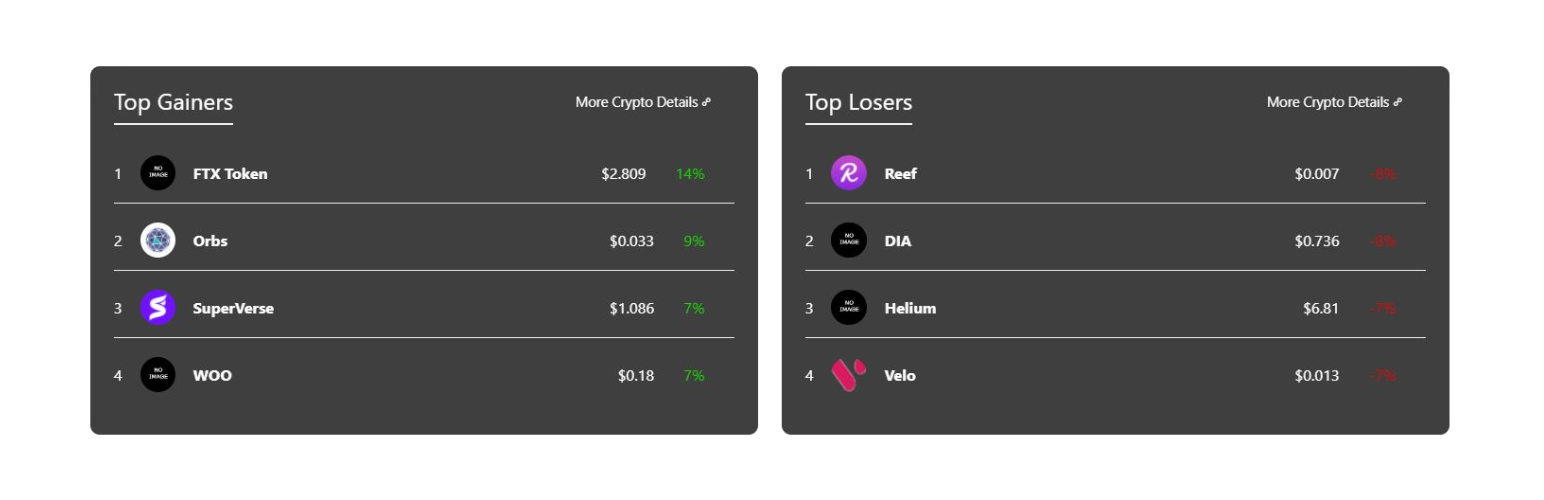 Top Gainers
More Crypto Details
1 NO IMAGE FTX Token $2.809 14%
2 Orbs $0.033 9%
3 SuperVerse $1.086 7%
4 NO IMAGE WOO $0.18 7%
Top Losers
More Crypto Details
1 Reef $0.007 -8%
2 NO IMAGE DIA $0.736 -8%
3 NO IMAGE Helium $6.81 -7%
4 Velo $0.013 -7%